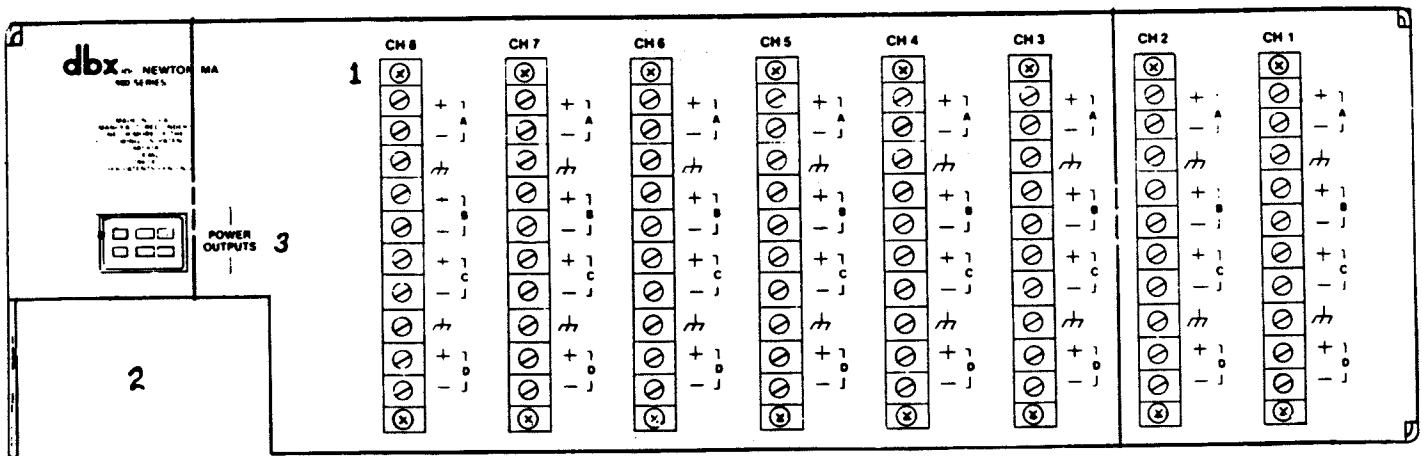 CH 8 CH 7 CH 6 CH 5 CH 4 CH 3 CH 2 CH 1
dbx NEWTON MA
SERIES
1
+ + + + + + + +
A A A A A A A A
− − − − − − − −
+ + + + + + + +
B B B B B B B B
− − − − − − − −
POWER
OUTPUTS
3
+ + + + + + + +
C C C C C C C C
− − − − − − − −
2
+ + + + + + + +
D D D D D D D D
− − − − − − − −